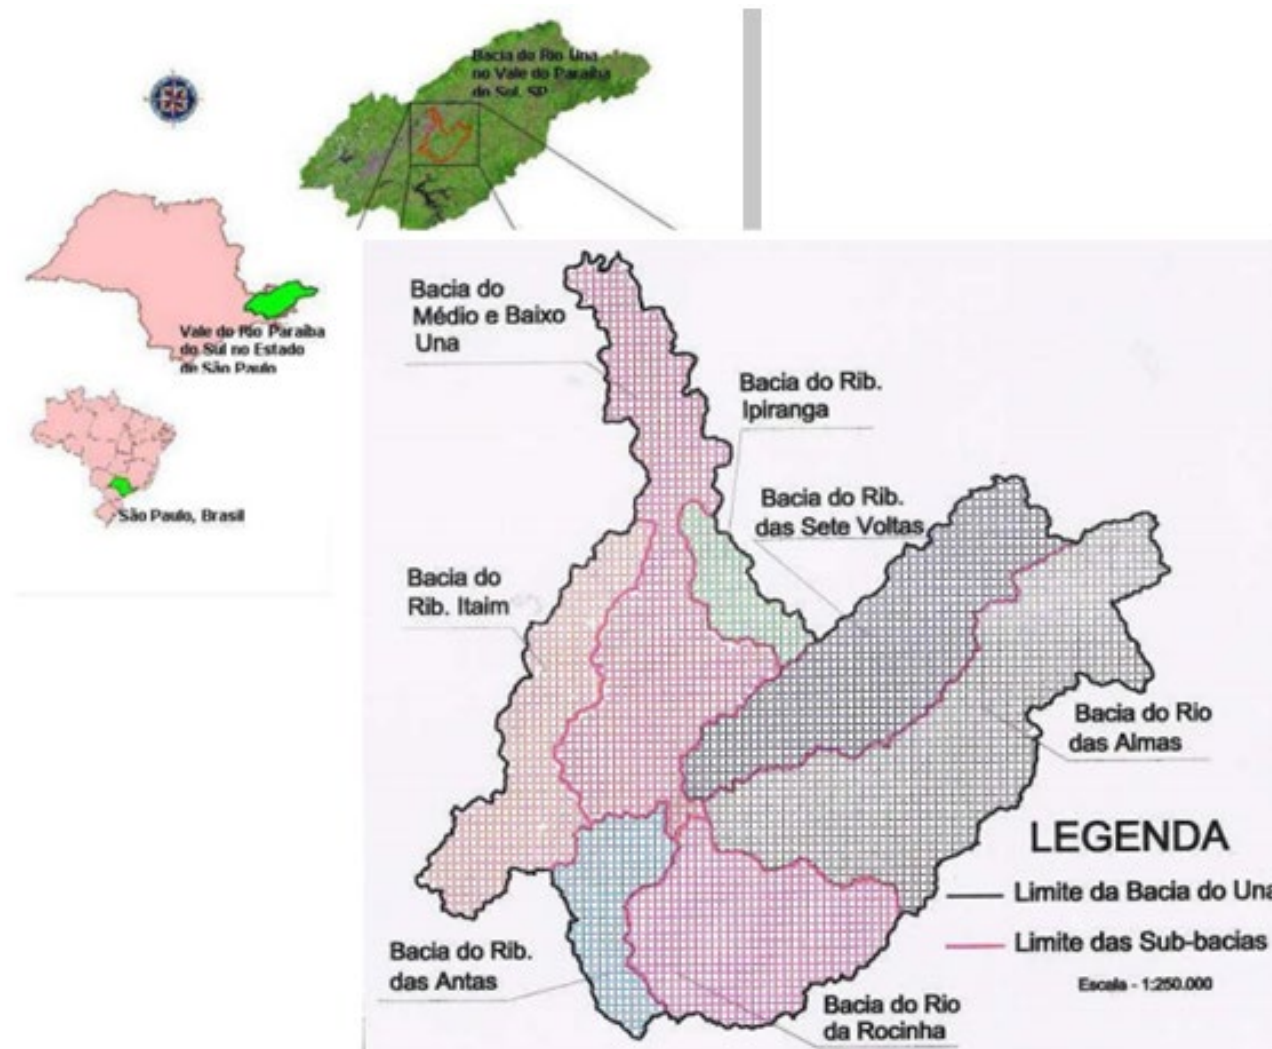 Bacia do Rio Una
no Vale do Paraíba
do Sul, SP
Vale do Rio Paraíba
do Sul no Estado
de São Paulo
São Paulo, Brasil
Bacia do
Médio e Baixo
Una
Bacia do Rib.
Ipiranga
Bacia do Rib.
das Sete Voltas
Bacia do
Rib. Itaim
Bacia do Rio
das Almas
LEGENDA
Limite da Bacia do Una
Limite das Sub-bacias
Escala - 1:250.000
Bacia do Rib.
das Antas
Bacia do Rio
da Rocinha